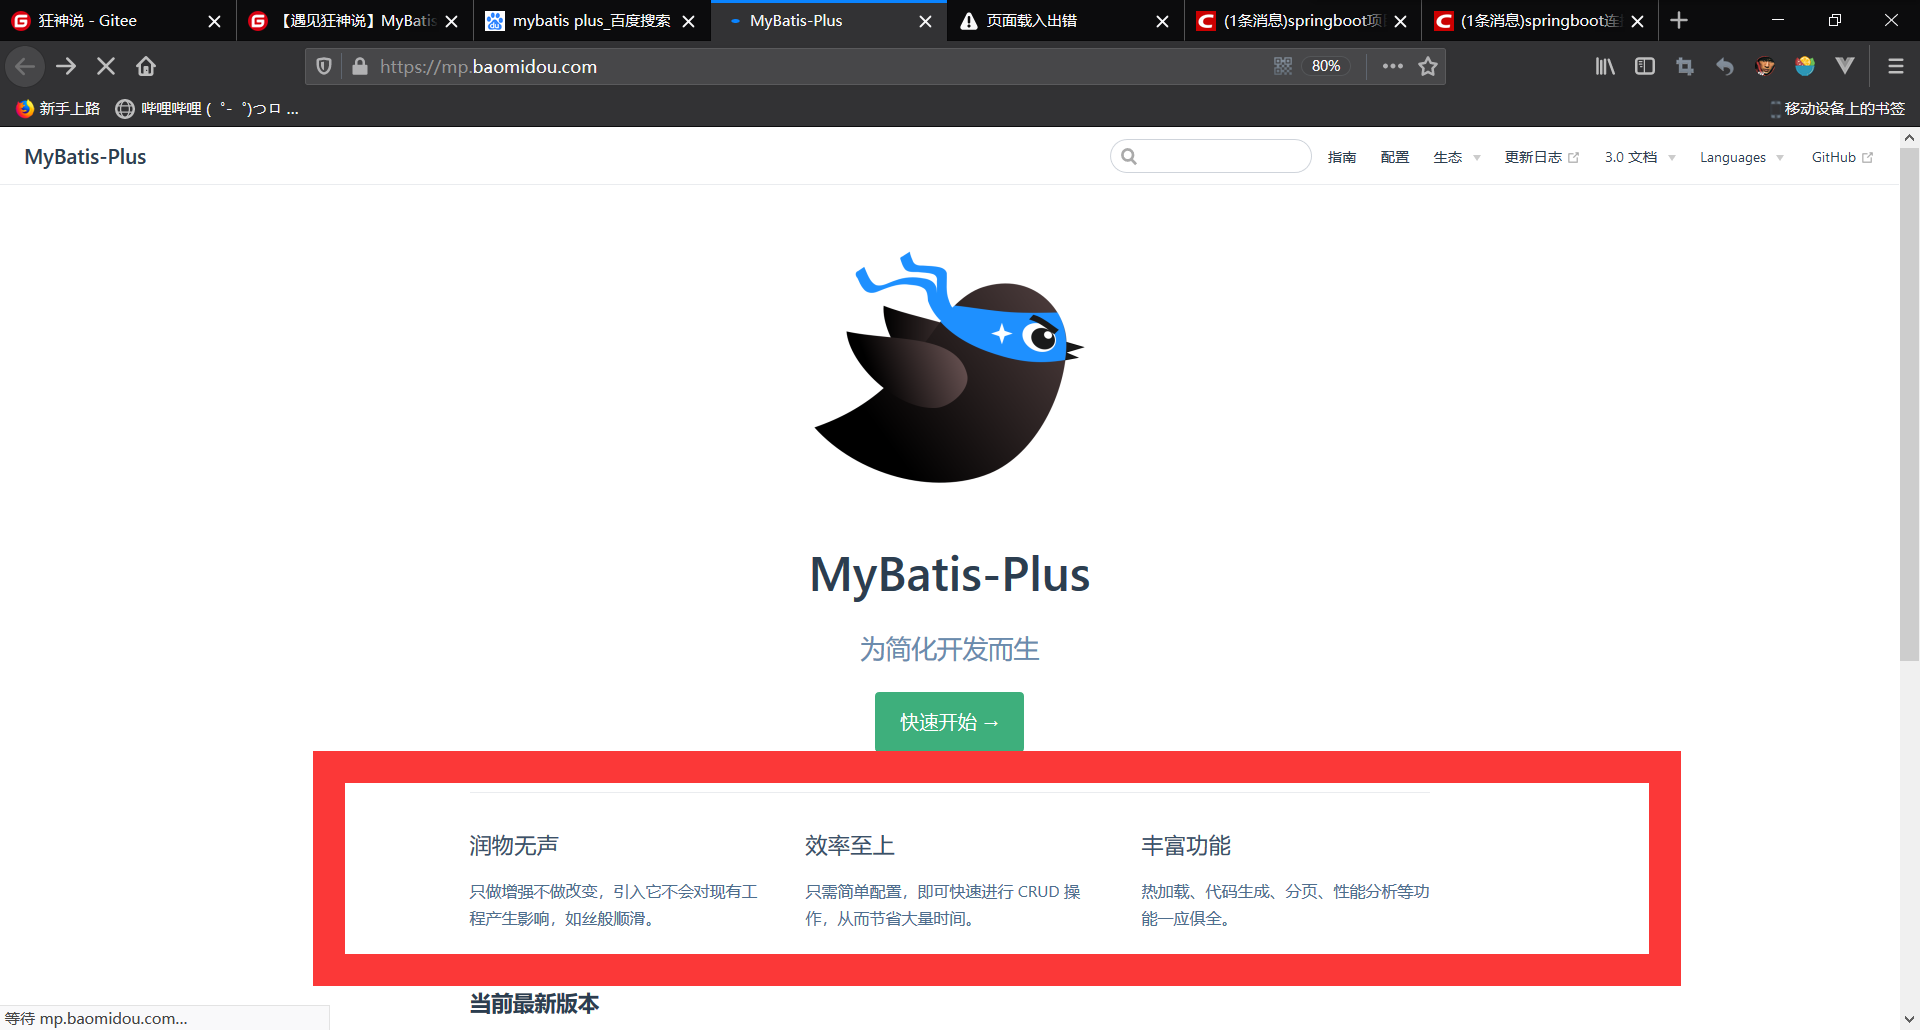 狂神说 - Gitee
【遇见狂神说】MyBatis
mybatis plus_百度搜索
MyBatis-Plus
页面载入出错
(1条消息)springboot项
(1条消息)springboot连
https://mp.baomidou.com
80%
新手上路
哔哩哔哩 ( ゜- ゜)つロ ...
移动设备上的书签
MyBatis-Plus
指南
配置
生态
更新日志
3.0 文档
Languages
GitHub
MyBatis-Plus
为简化开发而生
快速开始 →
润物无声
只做增强不做改变，引入它不会对现有工
程产生影响，如丝般顺滑。
效率至上
只需简单配置，即可快速进行 CRUD 操
作，从而节省大量时间。
丰富功能
热加载、代码生成、分页、性能分析等功
能一应俱全。
当前最新版本
等待 mp.baomidou.com...